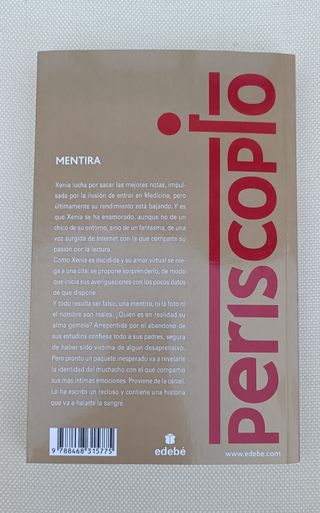 MENTIRA
Xenia lucha por sacar las mejores notas, impul-
sada por la ilusión de entrar en Medicina, pero
últimamente su rendimiento está bajando. Y es
que Xenia se ha enamorado, aunque no de un
chico de su entorno, sino de un fantasma, de una
voz surgida de Internet con la que comparte su
pasión por la lectura.
Como Xenia es decidida y su amor virtual se nie-
ga a una cita, se propone sorprenderlo, de modo
que inicia sus averiguaciones con los pocos datos
de que dispone.
Y todo resulta ser falso, una mentira, ni la foto ni
el nombre son reales. ¿Quien es en realidad su
alma gemela? Arrepentida por el abandono de
sus estudios confiesa todo a sus padres, segura
de haber sido víctima de algún desaprensivo.
Pero pronto un paquete inesperado va a revelarle
la identidad del muchacho con el que compartió
sus mas íntimas emociones. Proviene de la cárcel.
Lo ha escrito un recluso y contiene una historia
que va a helarte la sangre.
periscopio
9 788468 315775
edebé
www.edebe.com